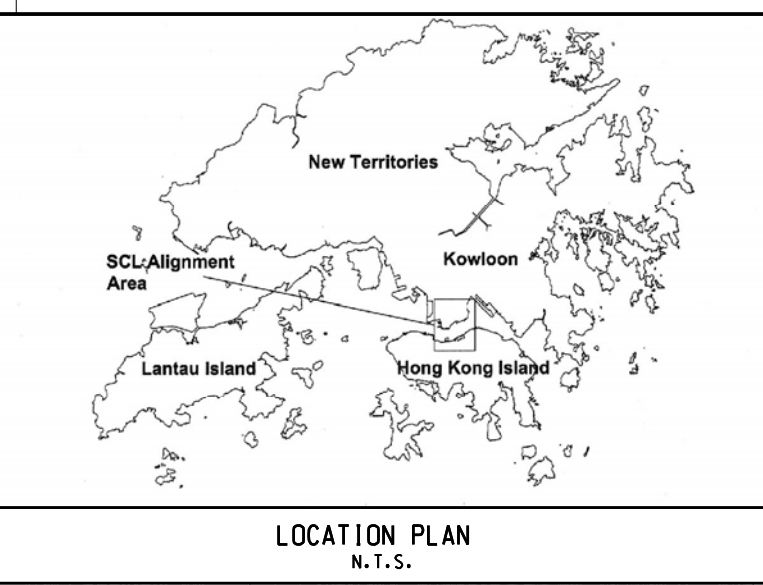 New Territories
Kowloon
SCL Alignment
Area
Lantau Island
Hong Kong Island
LOCATION PLAN
N.T.S.